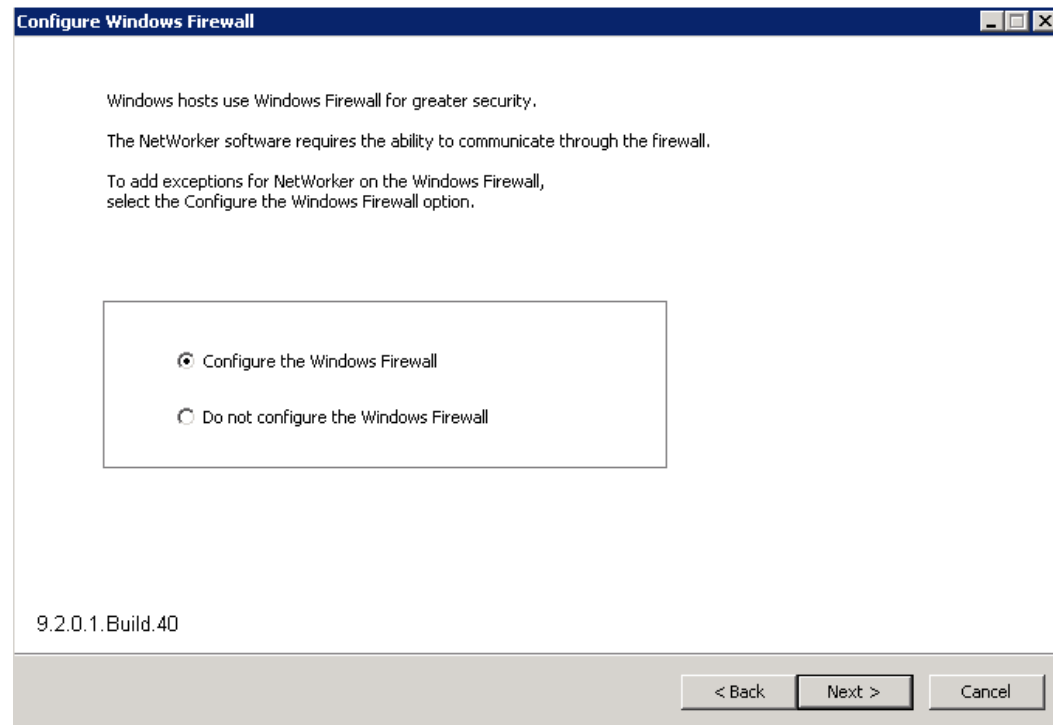 Configure Windows Firewall
Windows hosts use Windows Firewall for greater security.
The NetWorker software requires the ability to communicate through the firewall.
To add exceptions for NetWorker on the Windows Firewall,
select the Configure the Windows Firewall option.
Configure the Windows Firewall
Do not configure the Windows Firewall
9.2.0.1.Build.40
< Back
Next >
Cancel